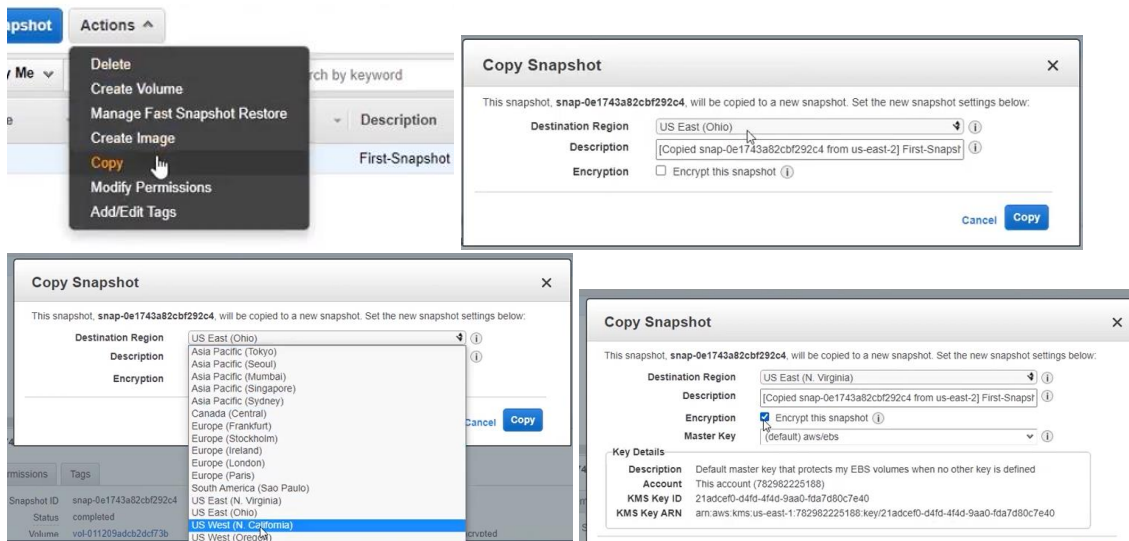 Actions
Delete
Create Volume
Manage Fast Snapshot Restore
Create Image
Copy
Modify Permissions
Add/Edit Tags
by keyword
Description
First-Snapshot
Copy Snapshot
This snapshot, snap-0e1743a82cbf292c4, will be copied to a new snapshot. Set the new snapshot settings below:
Destination Region US East (Ohio)
Description [Copied snap-0e1743a82cbf292c4 from us-east-2] First-Snapsh
Encryption Encrypt this snapshot
Cancel Copy
Copy Snapshot
This snapshot, snap-0e1743a82cbf292c4, will be copied to a new snapshot. Set the new snapshot settings below:
Destination Region US East (Ohio)
Asia Pacific (Tokyo)
Description
Asia Pacific (Seoul)
Asia Pacific (Mumbai)
Encryption
Asia Pacific (Singapore)
Asia Pacific (Sydney)
Canada (Central)
Europe (Frankfurt)
Cancel Copy
Europe (Stockholm)
Europe (Ireland)
Europe (London)
Europe (Paris)
South America (Sao Paulo)
US East (N. Virginia)
US East (Ohio)
US West (N. California)
US West (Oregon)
Tags
Snapshot ID snap-0e1743a82cbf292c4
Status completed
Volume vol-011209adcb2dcf73b
Copy Snapshot
This snapshot, snap-0e1743a82cbf292c4, will be copied to a new snapshot. Set the new snapshot settings below:
Destination Region US East (N. Virginia)
Description [Copied snap-0e1743a82cbf292c4 from us-east-2] First-Snapsh
Encryption Encrypt this snapshot
Master Key (default) aws/ebs
Key Details
Description Default master key that protects my EBS volumes when no other key is defined
Account This account (782982225188)
KMS Key ID 21adcef0-d4fd-4f4d-9aa0-fda7d80c7e40
KMS Key ARN arn:aws:kms:us-east-1:782982225188:key/21adcef0-d4fd-4f4d-9aa0-fda7d80c7e40